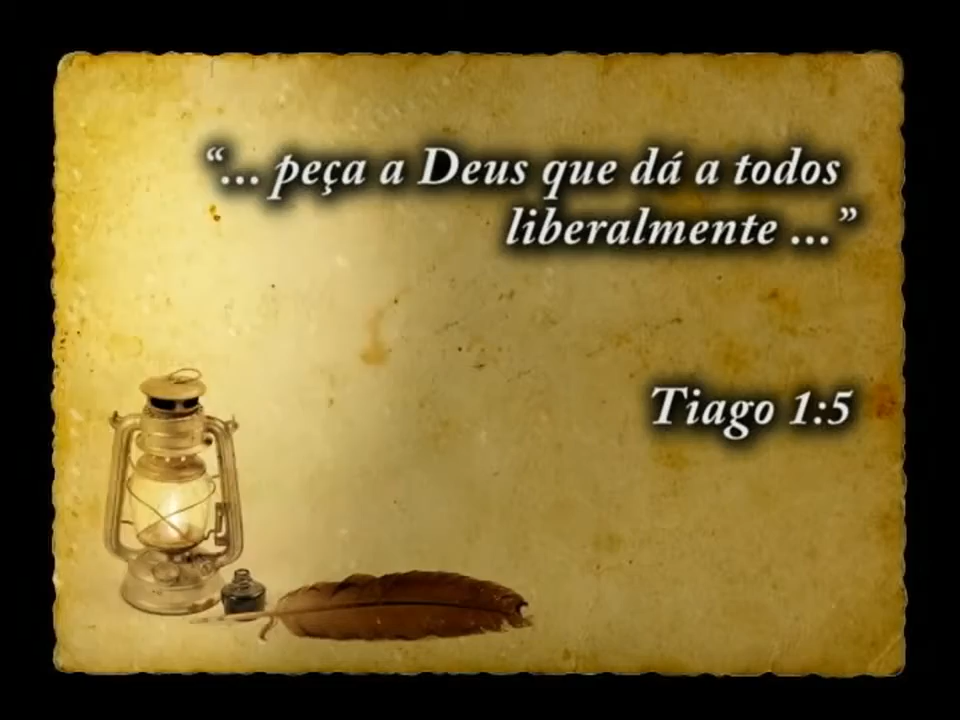 “... peça a Deus que dá a todos
liberalmente ...”
Tiago 1:5